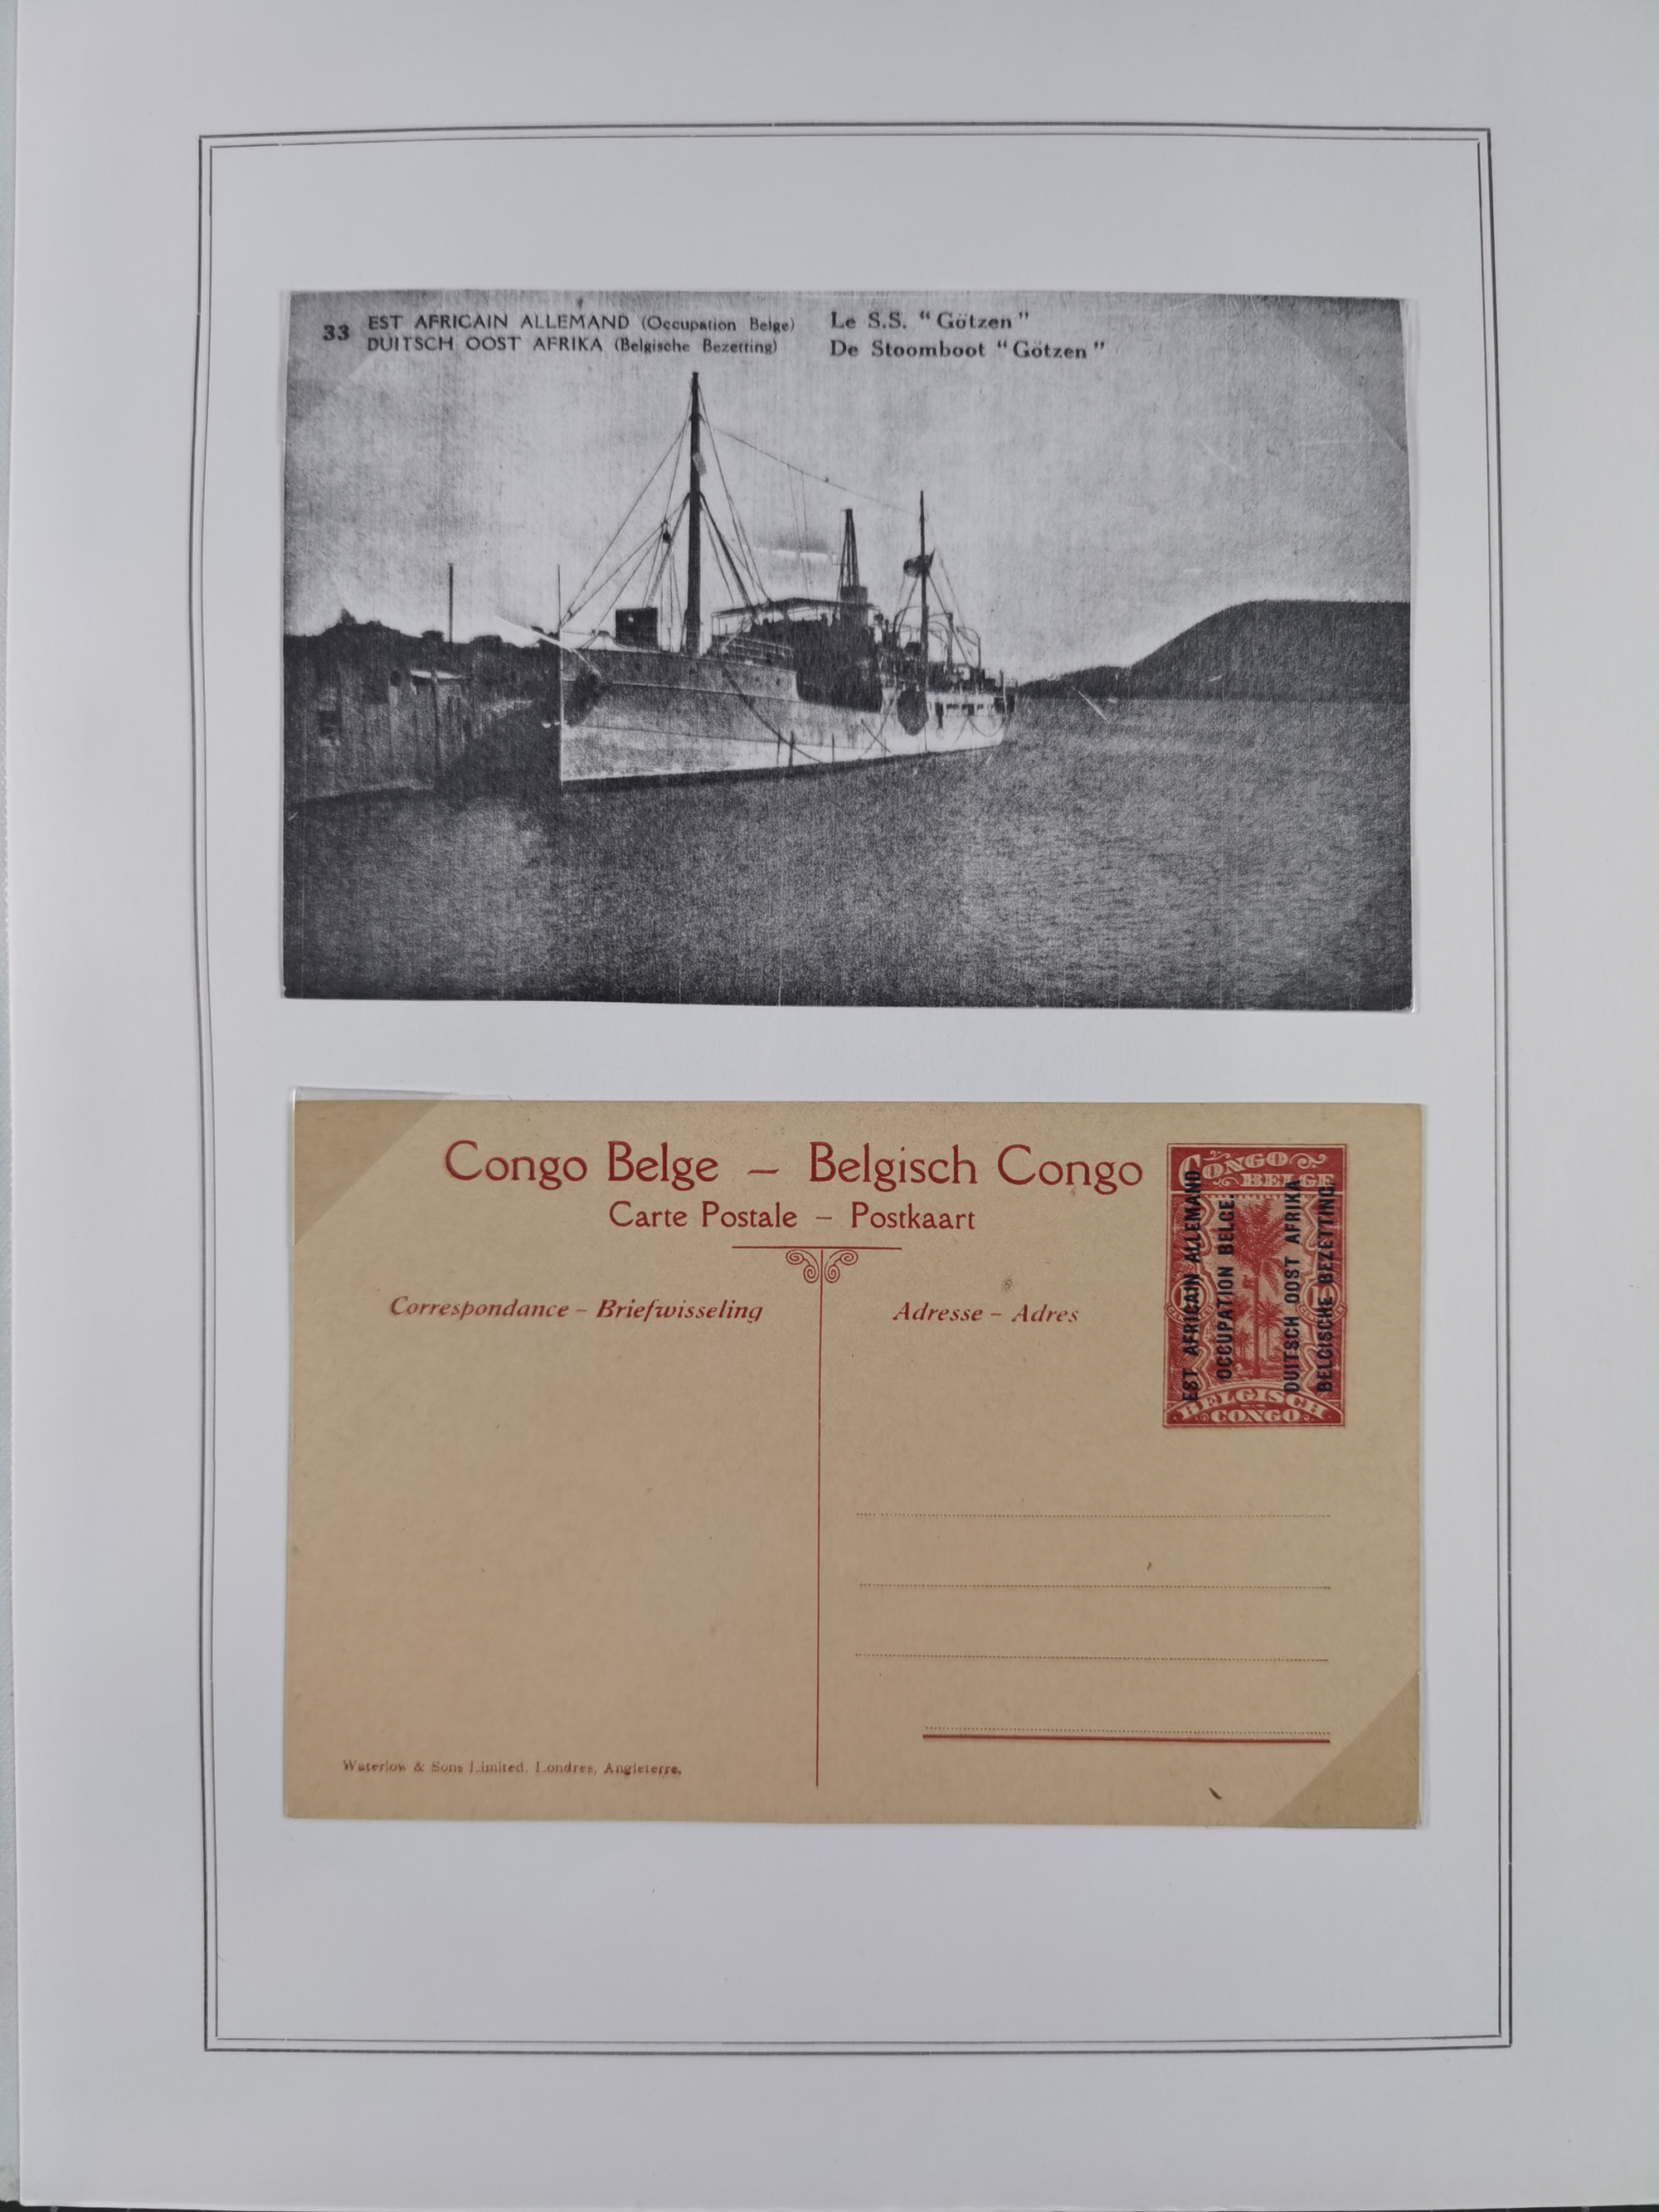 33
EST AFRICAIN ALLEMAND (Occupation Belge)
DUITSCH OOST AFRIKA (Belgische Bezetting)
Le S.S. “Götzen”
De Stoomboot “Götzen”
Congo Belge – Belgisch Congo
Carte Postale – Postkaart
Correspondance – Briefwisseling
Adresse – Adres
CONGO
BELGE
EST AFRICAIN ALLEMAND
OCCUPATION BELGE.
DUITSCH OOST AFRIKA
BELGISCHE BEZETTING.
BELGISCH
CONGO
Waterlow & Sons Limited, Londres, Angleterre.